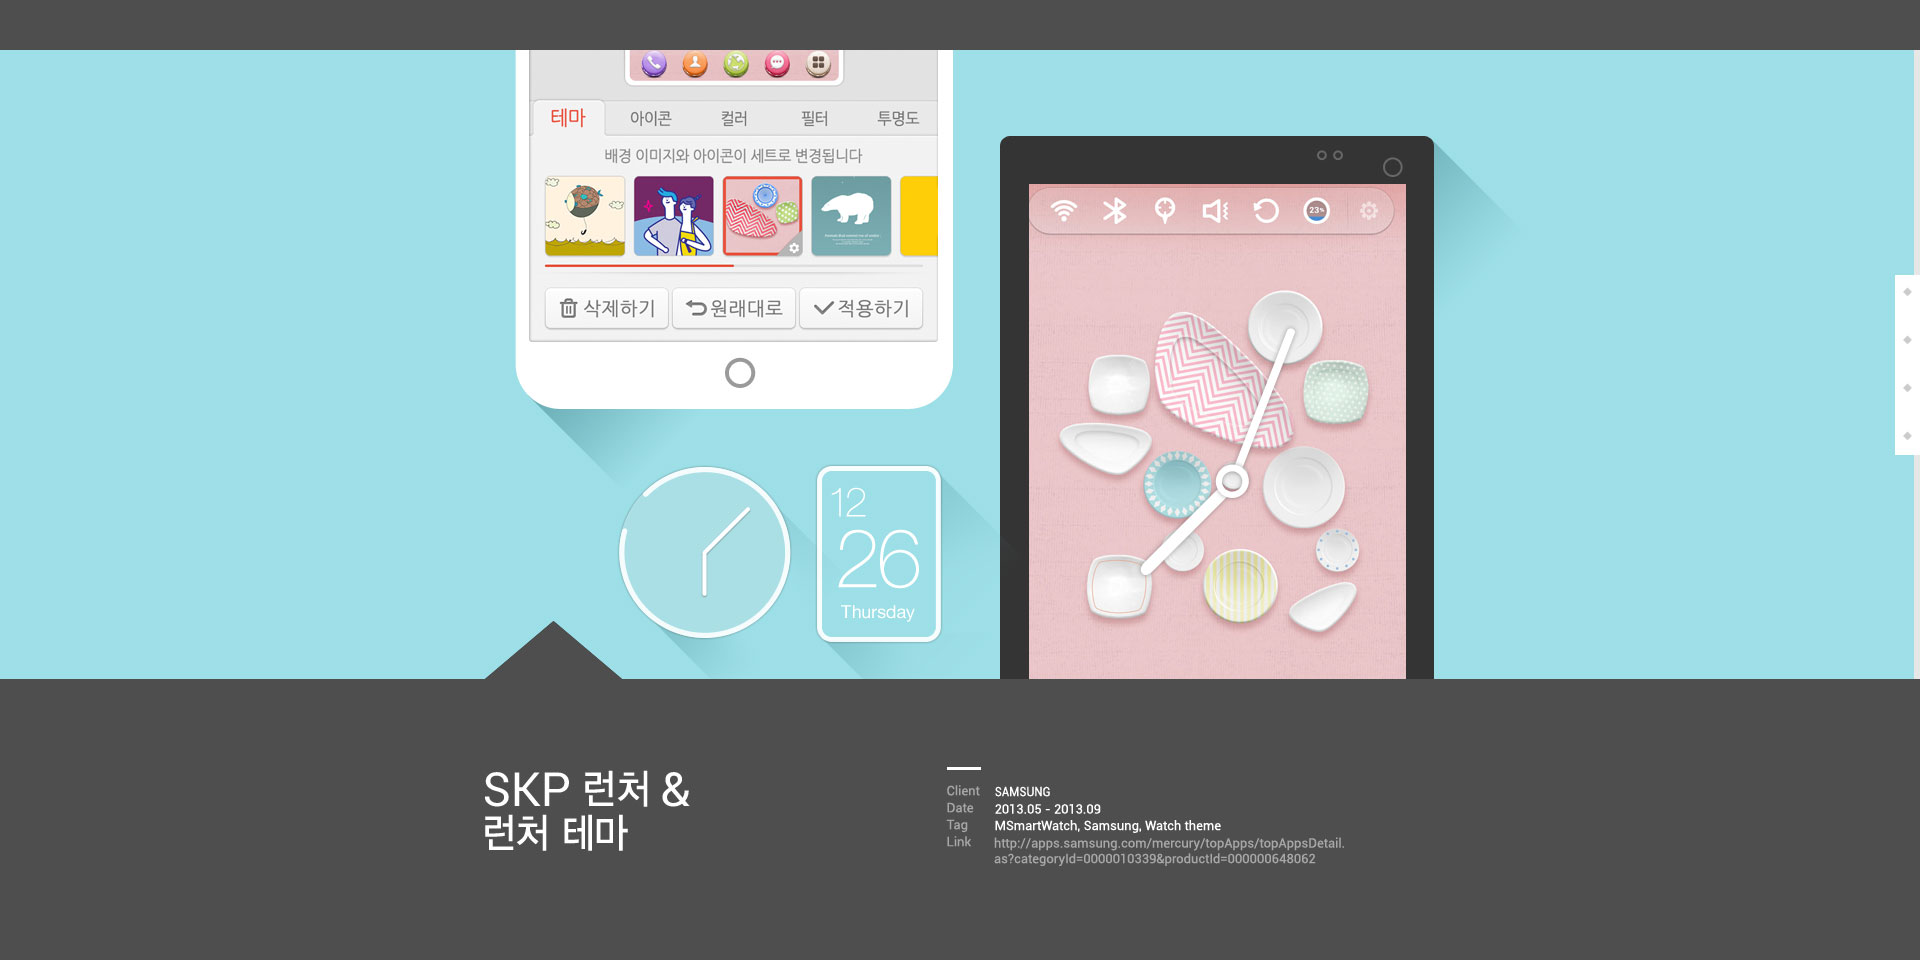 테마 아이콘 컬러 필터 투명도
배경 이미지와 아이콘이 세트로 변경됩니다
삭제하기 원래대로 적용하기
23%
12
26
Thursday
SKP 런처 &
런처 테마
Client SAMSUNG
Date 2013.05 - 2013.09
Tag MSmartWatch, Samsung, Watch theme
Link http://apps.samsung.com/mercury/topApps/topAppsDetail.
as?categoryId=0000010339&productId=000000648062